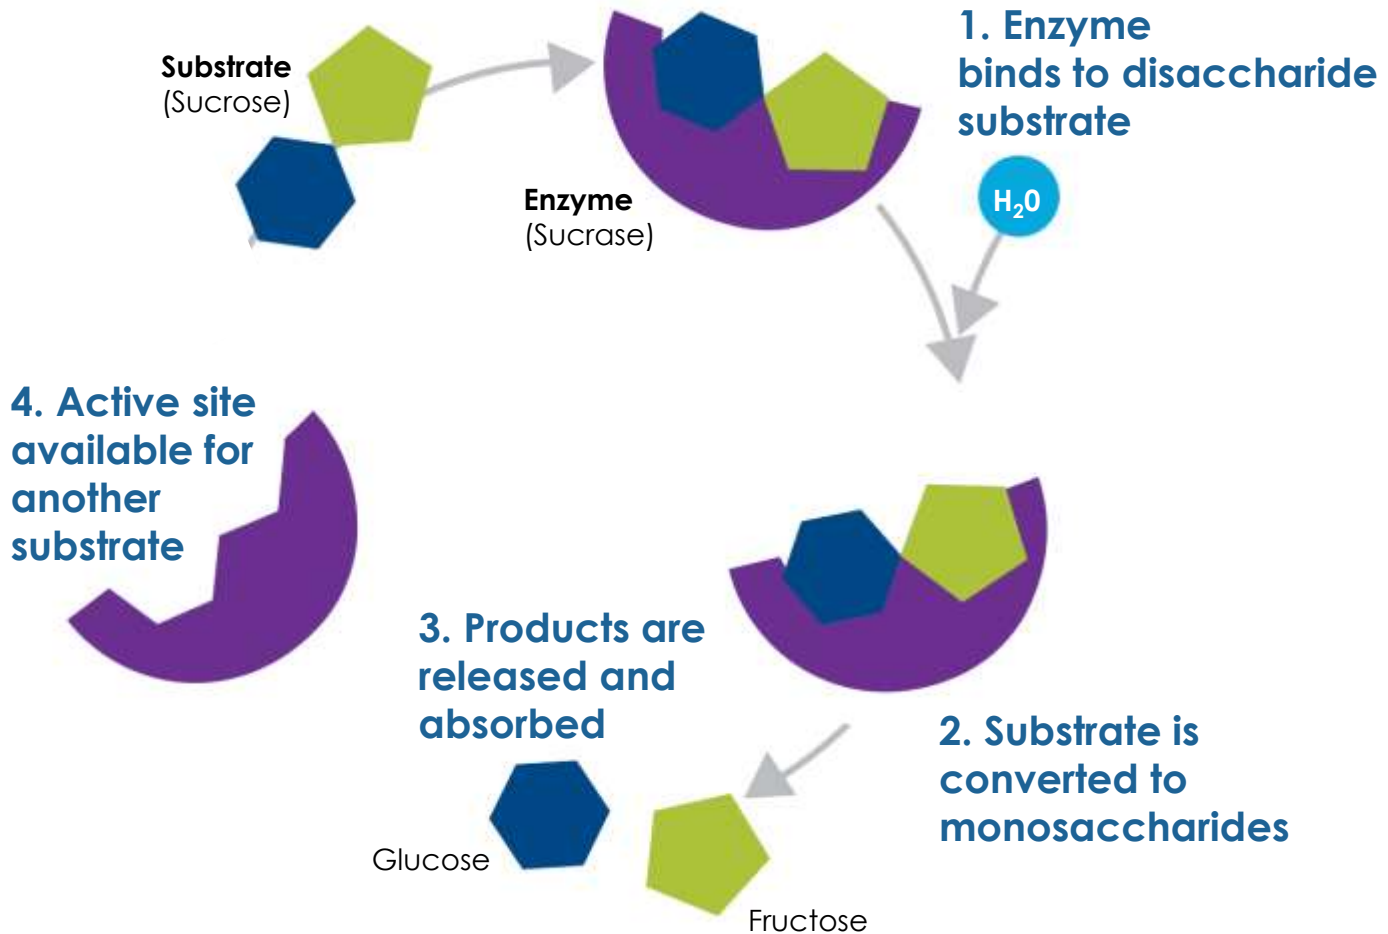 Substrate
(Sucrose)
1. Enzyme
binds to disaccharide
substrate
Enzyme
(Sucrase)
H₂0
4. Active site
available for
another
substrate
3. Products are
released and
absorbed
2. Substrate is
converted to
monosaccharides
Glucose
Fructose